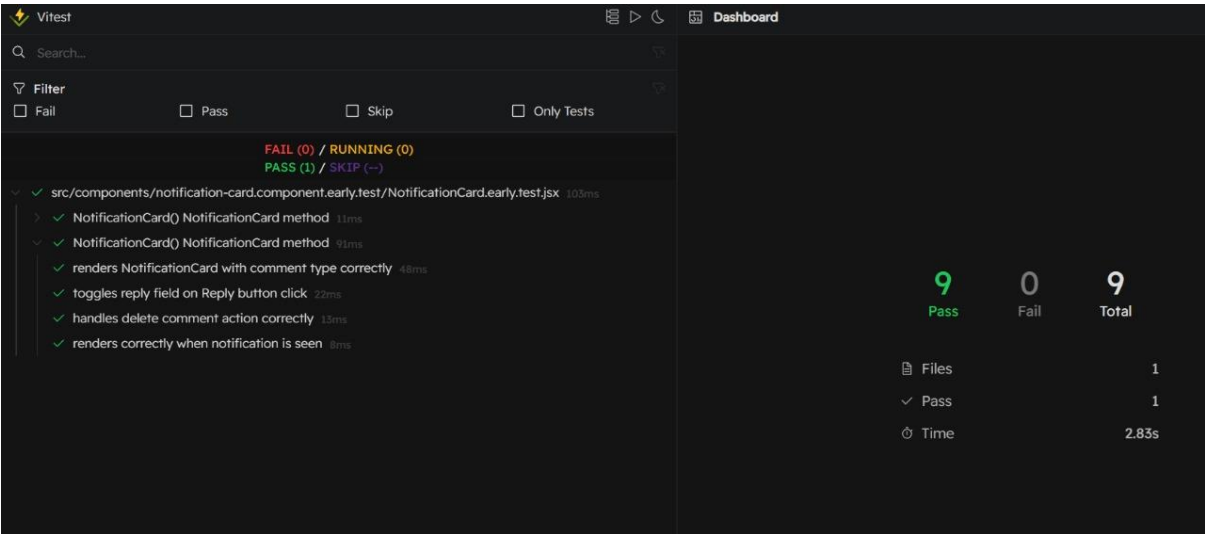 Vitest
Search...
Filter
Fail Pass Skip Only Tests
FAIL (0) / RUNNING (0)
PASS (1) / SKIP (--)
src/components/notification-card.component.early.test/NotificationCard.early.test.jsx 103ms
NotificationCard() NotificationCard method 11ms
NotificationCard() NotificationCard method 91ms
renders NotificationCard with comment type correctly 48ms
toggles reply field on Reply button click 22ms
handles delete comment action correctly 13ms
renders correctly when notification is seen 8ms
Dashboard
9 0 9
Pass Fail Total
Files 1
Pass 1
Time 2.83s